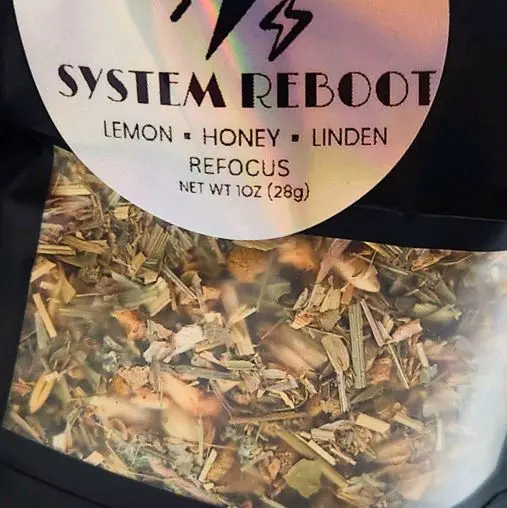 SYSTEM REBOOT
LEMON ▪ HONEY ▪ LINDEN
REFOCUS
NET WT 1OZ (28g)